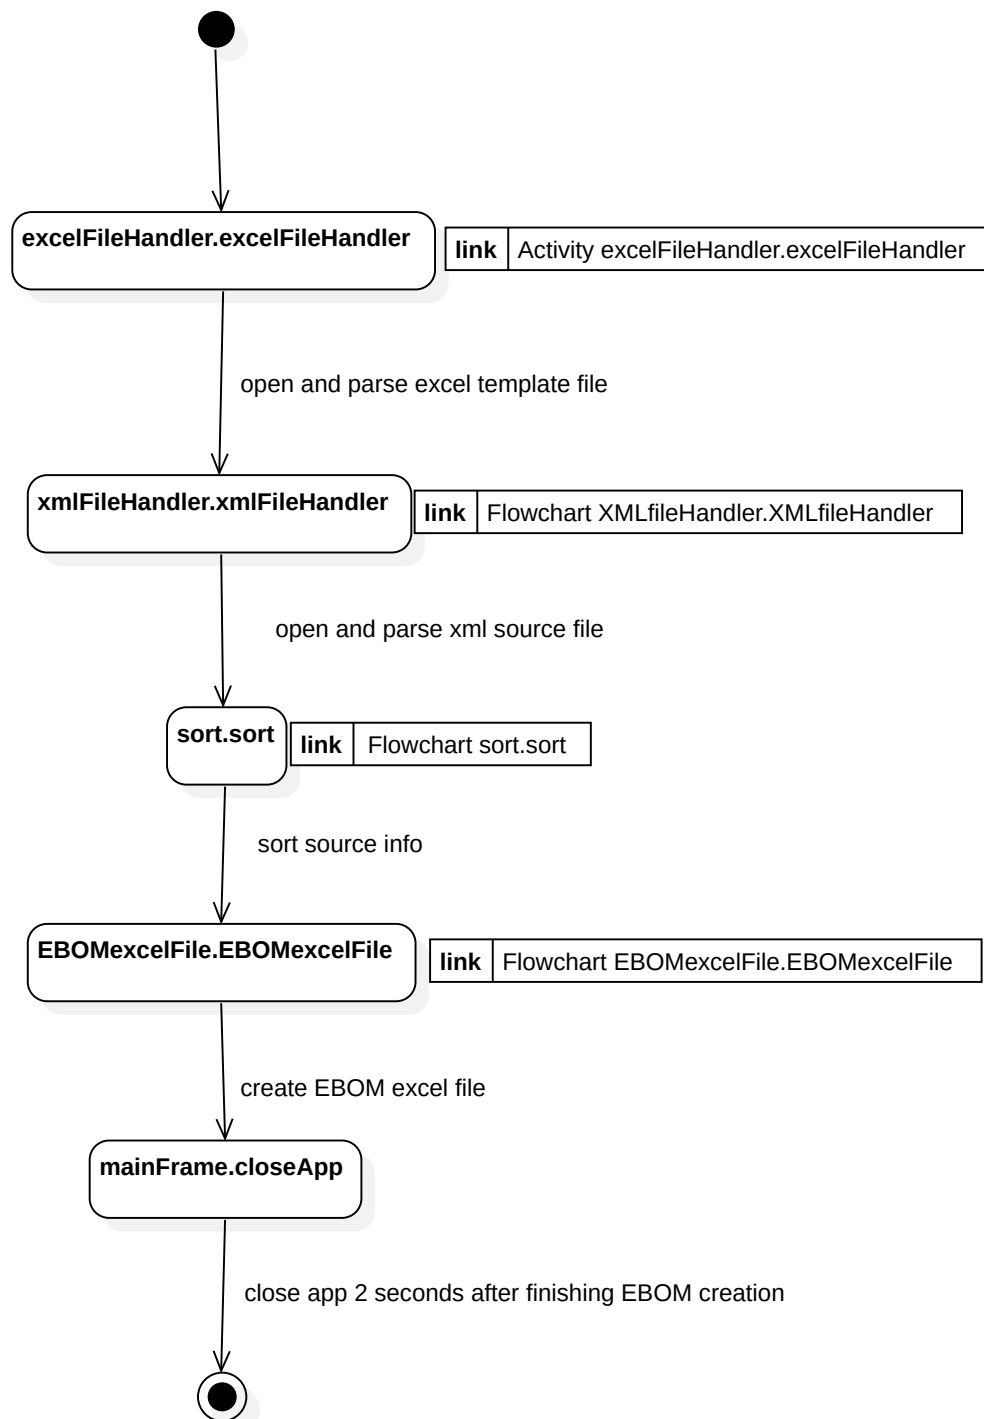 excelFileHandler.excelFileHandler
link Activity excelFileHandler.excelFileHandler
open and parse excel template file
xmlFileHandler.xmlFileHandler
link Flowchart XMLfileHandler.XMLfileHandler
open and parse xml source file
sort.sort
link Flowchart sort.sort
sort source info
EBOMexcelFile.EBOMexcelFile
link Flowchart EBOMexcelFile.EBOMexcelFile
create EBOM excel file
mainFrame.closeApp
close app 2 seconds after finishing EBOM creation